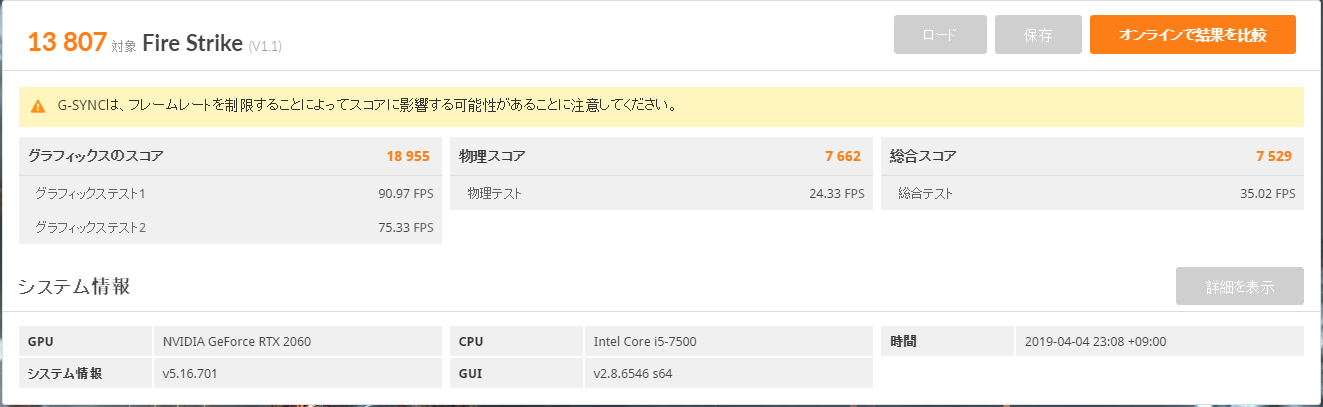 13 807 対象 Fire Strike (V1.1)
ロード
保存
オンラインで結果を比較
G-SYNCは、フレームレートを制限することによってスコアに影響する可能性があることに注意してください。
グラフィックスのスコア 18 955
グラフィックステスト1 90.97 FPS
グラフィックステスト2 75.33 FPS
物理スコア 7 662
物理テスト 24.33 FPS
総合スコア 7 529
総合テスト 35.02 FPS
システム情報
詳細を表示
GPU NVIDIA GeForce RTX 2060
CPU Intel Core i5-7500
時間 2019-04-04 23:08 +09:00
システム情報 v5.16.701
GUI v2.8.6546 s64